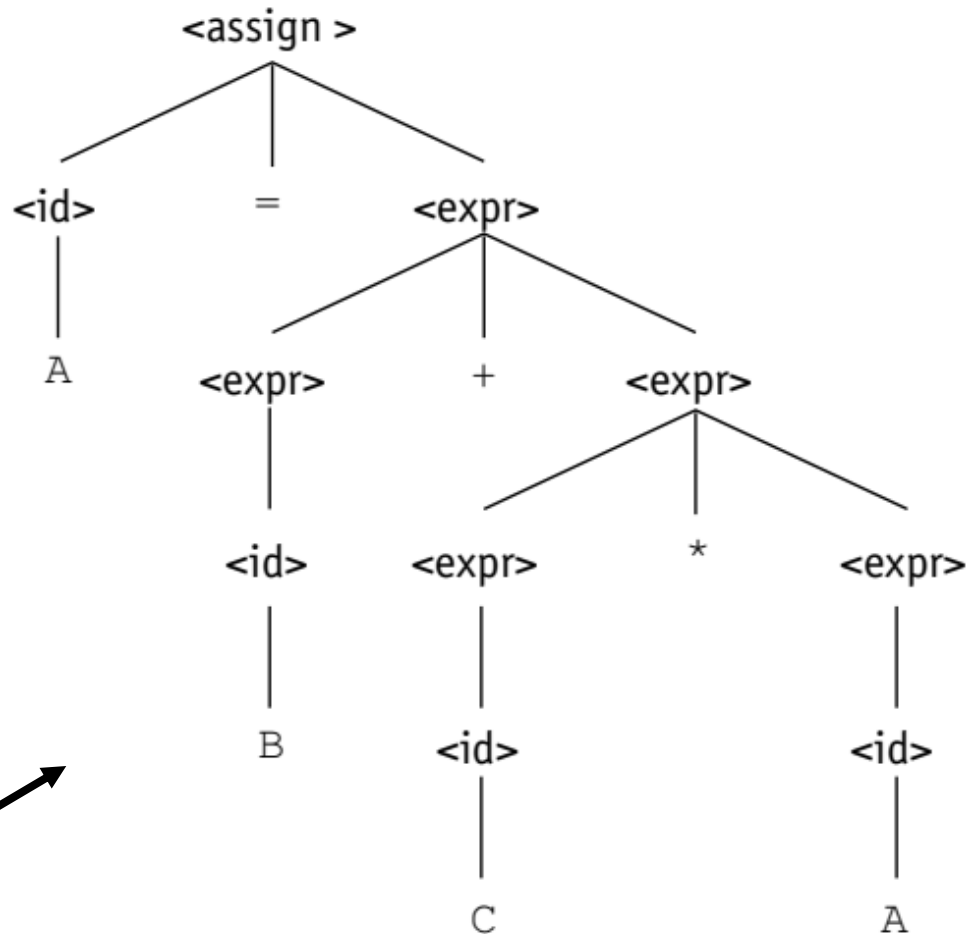 <assign >
<id> = <expr>
A <expr> + <expr>
<id> <expr> * <expr>
B <id> <id>
C A